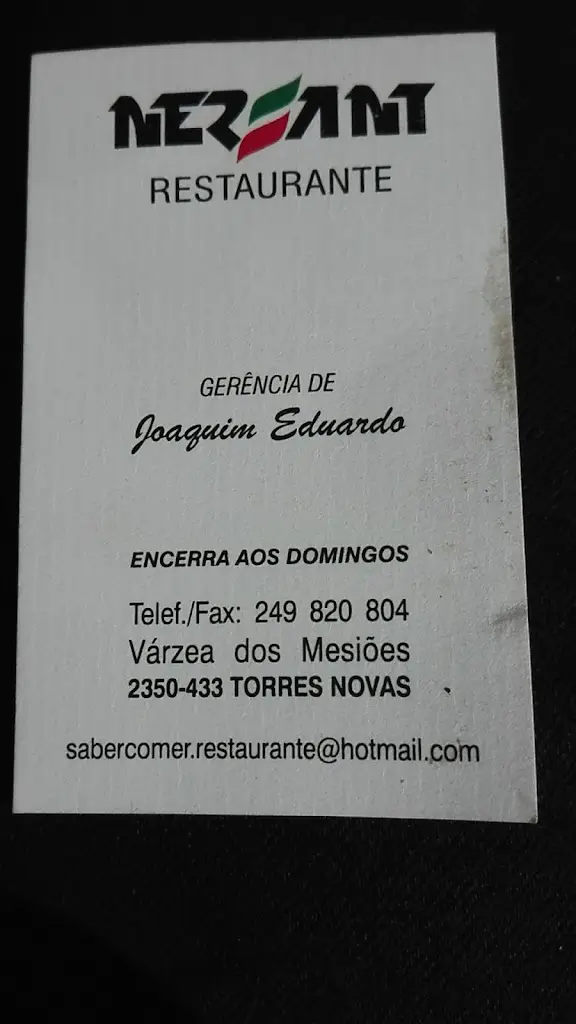 NERSANT
RESTAURANTE
GERÊNCIA DE
Joaquim Eduardo
ENCERRA AOS DOMINGOS
Telef./Fax: 249 820 804
Várzea dos Mesiões
2350-433 TORRES NOVAS
sabercomer.restaurante@hotmail.com